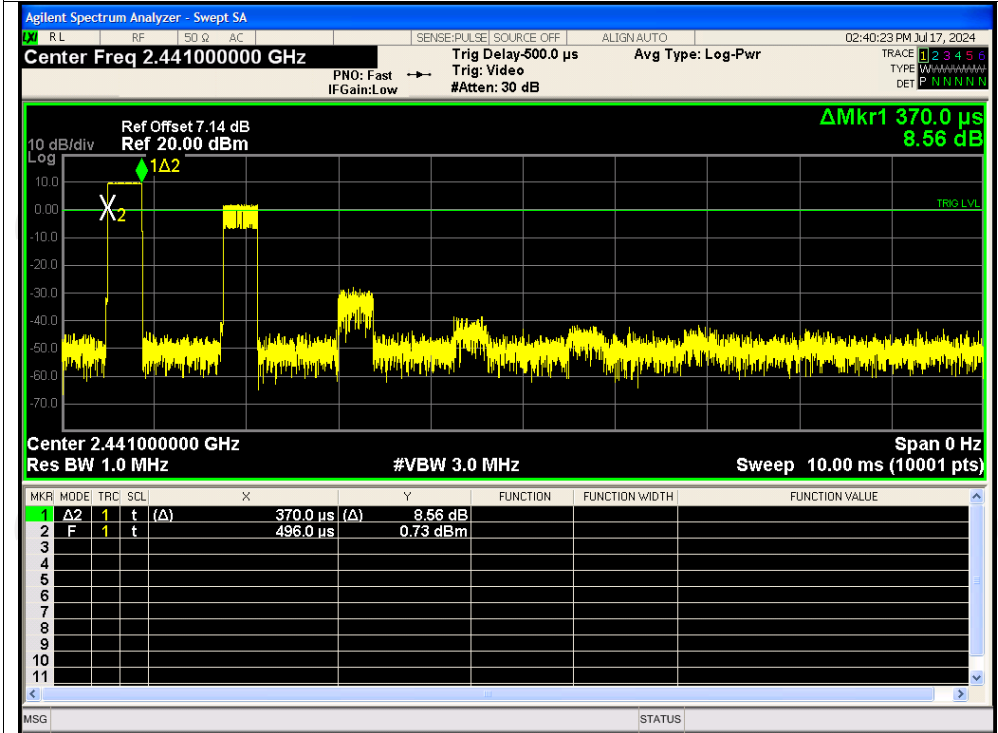 Agilent Spectrum Analyzer - Swept SA
LXI RL RF 50 Ω AC SENSE:PULSE SOURCE OFF ALIGN AUTO 02:40:23 PM Jul 17, 2024
Center Freq 2.441000000 GHz Trig Delay-500.0 µs Avg Type: Log-Pwr TRACE 1 2 3 4 5 6
PNO: Fast Trig: Video TYPE WWWWWW
IFGain:Low #Atten: 30 dB DET P N N N N N
ΔMkr1 370.0 µs
8.56 dB
Ref Offset 7.14 dB
10 dB/div Ref 20.00 dBm
Log
1Δ2
10.0
0.00
2
TRIG LVL
-10.0
-20.0
-30.0
-40.0
-50.0
-60.0
-70.0
Center 2.441000000 GHz Span 0 Hz
Res BW 1.0 MHz #VBW 3.0 MHz Sweep 10.00 ms (10001 pts)
MKR MODE TRC SCL X Y FUNCTION FUNCTION WIDTH FUNCTION VALUE
1 Δ2 1 t (Δ) 370.0 µs (Δ) 8.56 dB
2 F 1 t 496.0 µs 0.73 dBm
3
4
5
6
7
8
9
10
11
MSG STATUS